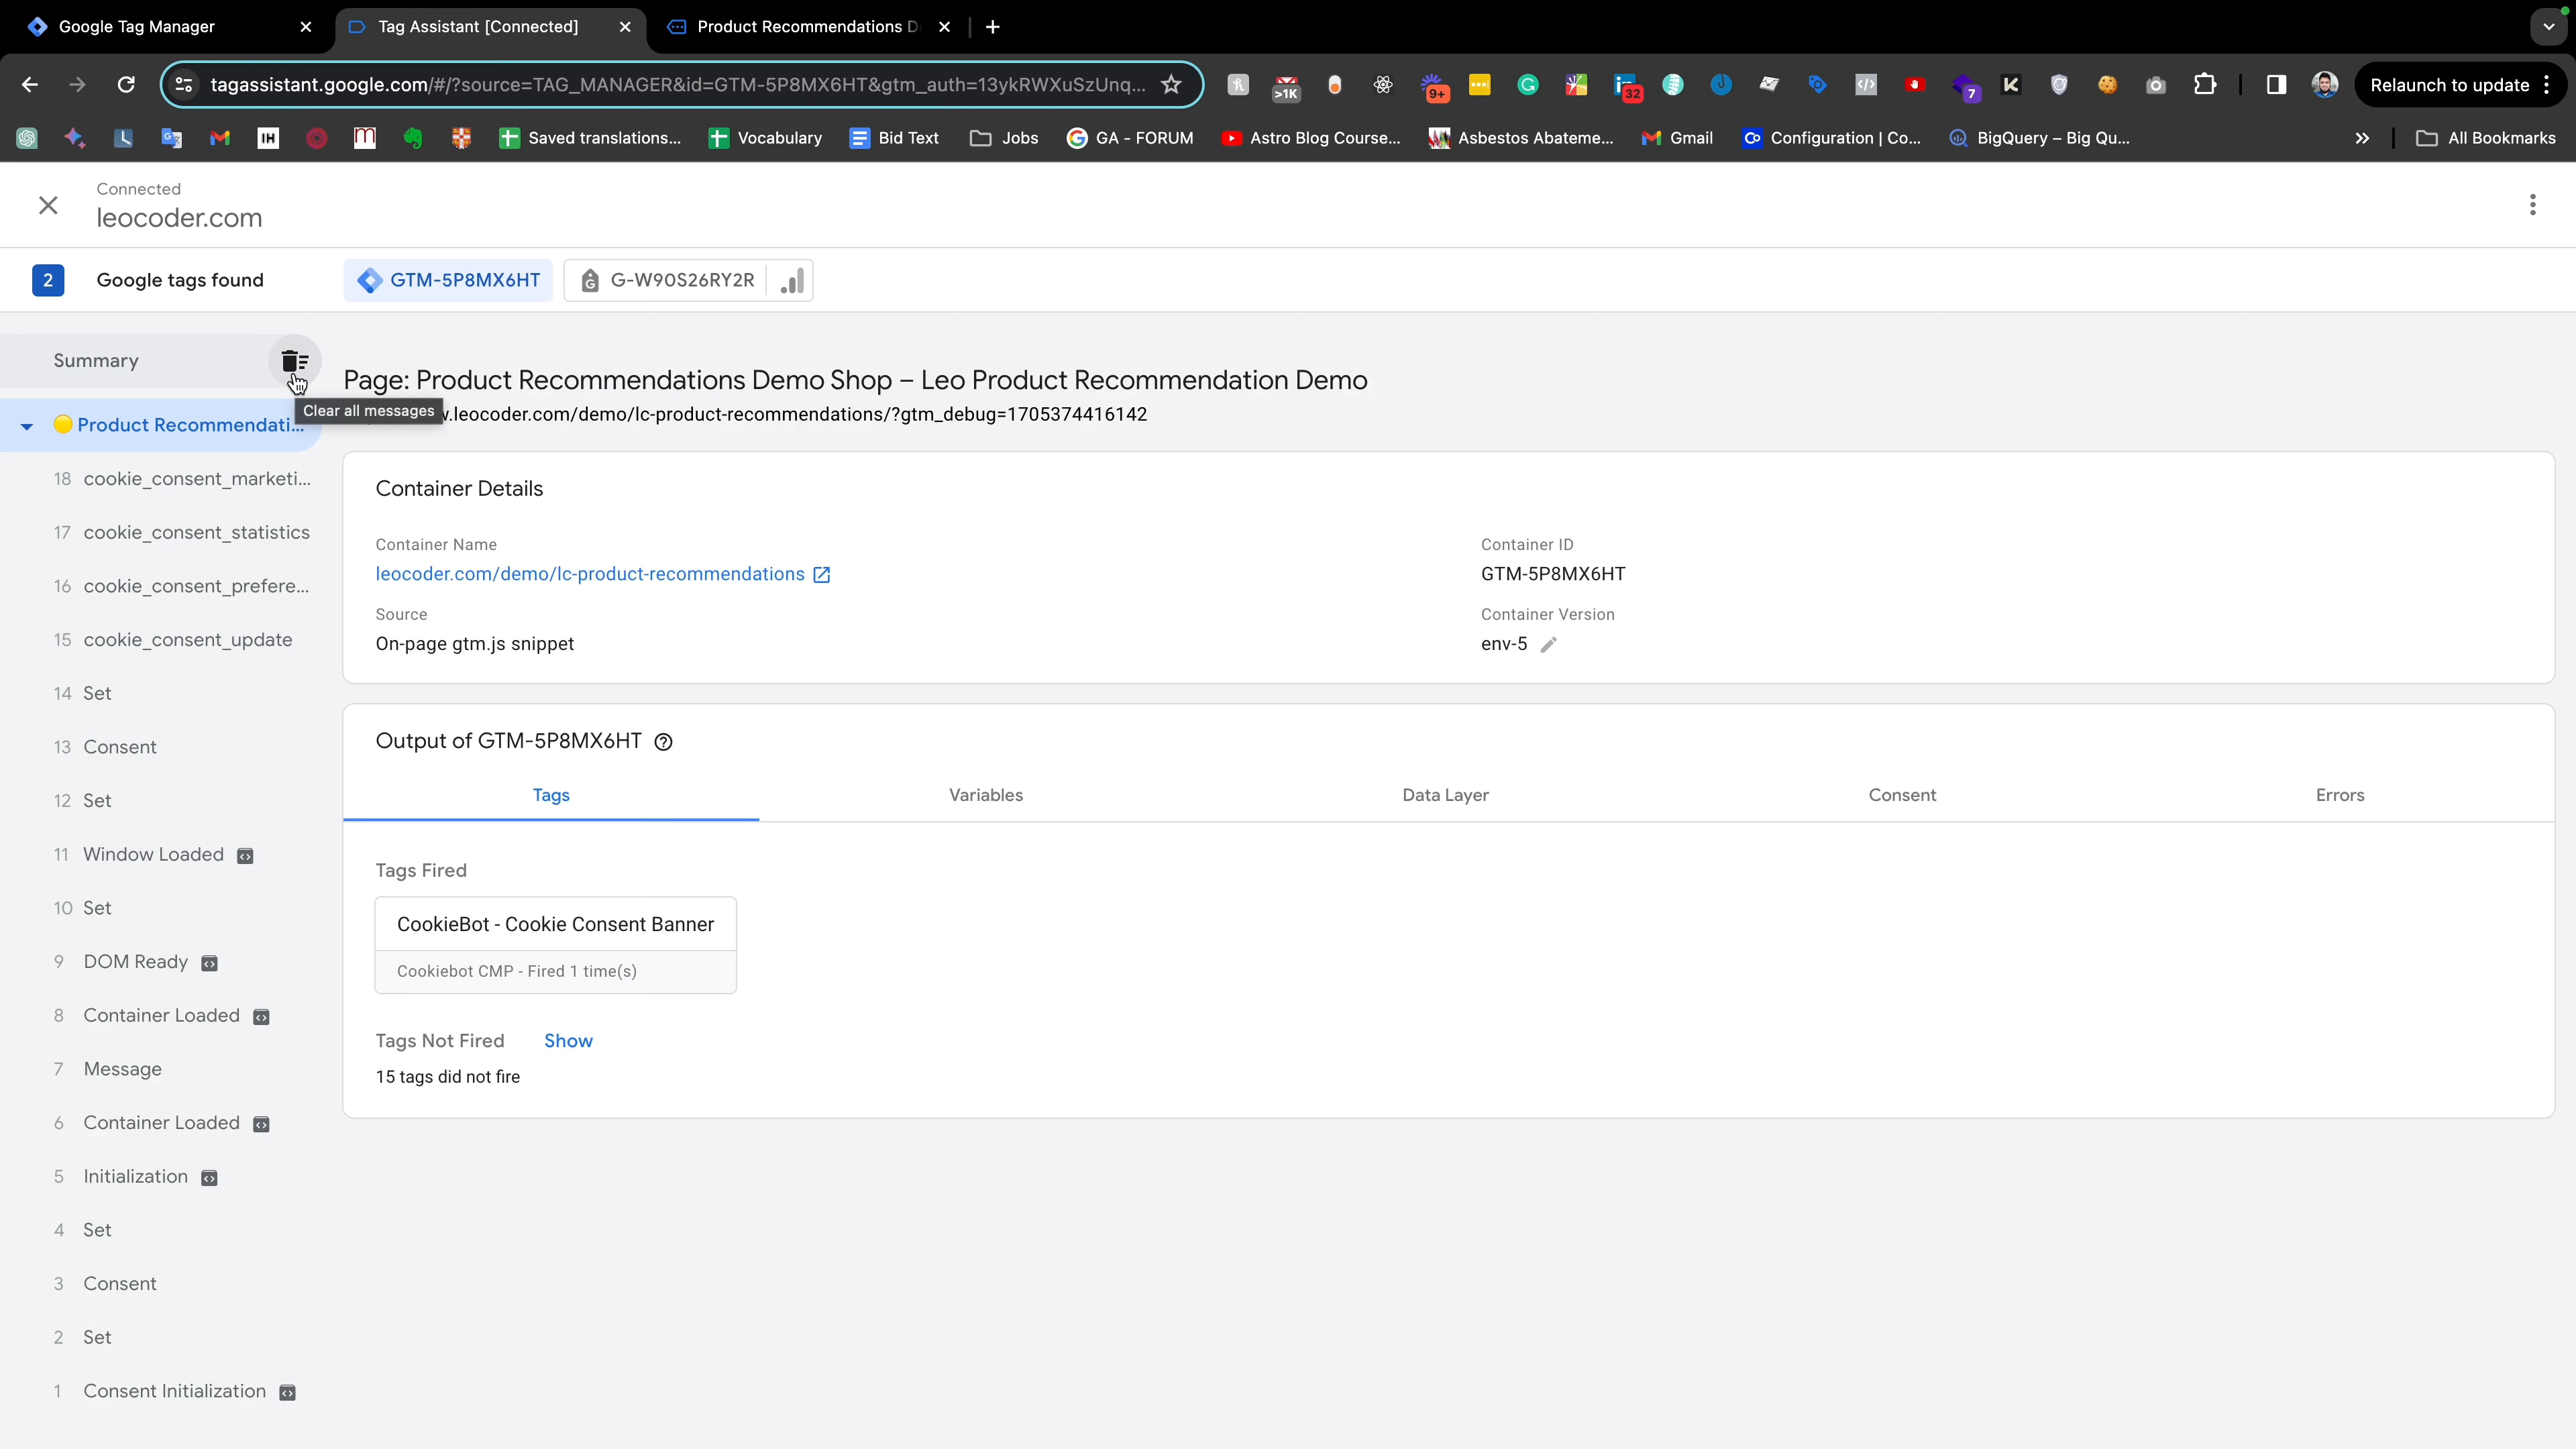 Google Tag Manager
Tag Assistant [Connected]
Product Recommendations D
tagassistant.google.com/#/?source=TAG_MANAGER&id=GTM-5P8MX6HT&gtm_auth=13ykRWXuSzUnq...
>1K
9+
32
7
Relaunch to update
Saved translations...
Vocabulary
Bid Text
Jobs
GA - FORUM
Astro Blog Course...
Asbestos Abateme...
Gmail
Configuration | Co...
BigQuery – Big Qu...
All Bookmarks
Connected
leocoder.com
2
Google tags found
GTM-5P8MX6HT
G-W90S26RY2R
Summary
Clear all messages
Product Recommendati...
18 cookie_consent_marketi...
17 cookie_consent_statistics
16 cookie_consent_prefere...
15 cookie_consent_update
14 Set
13 Consent
12 Set
11 Window Loaded
10 Set
9 DOM Ready
8 Container Loaded
7 Message
6 Container Loaded
5 Initialization
4 Set
3 Consent
2 Set
1 Consent Initialization
Page: Product Recommendations Demo Shop – Leo Product Recommendation Demo
.leocoder.com/demo/lc-product-recommendations/?gtm_debug=1705374416142
Container Details
Container Name
leocoder.com/demo/lc-product-recommendations
Container ID
GTM-5P8MX6HT
Source
On-page gtm.js snippet
Container Version
env-5
Output of GTM-5P8MX6HT
Tags
Variables
Data Layer
Consent
Errors
Tags Fired
CookieBot - Cookie Consent Banner
Cookiebot CMP - Fired 1 time(s)
Tags Not Fired
Show
15 tags did not fire